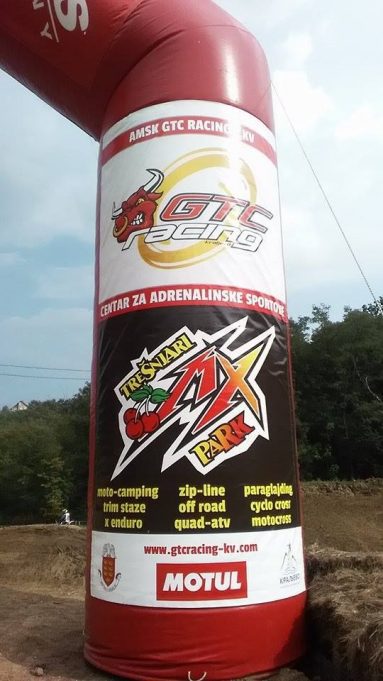 AMSK GTC RACING - KV
GTC
racing
CENTAR ZA ADRENALINSKE SPORTOVE
TREŠNJARI
MX
PARK
moto-camping zip-line paraglajding
trim staze off road cyclo cross
x enduro quad-atv motocross
www.gtcracing-kv.com
MOTUL
КРАЉЕВО